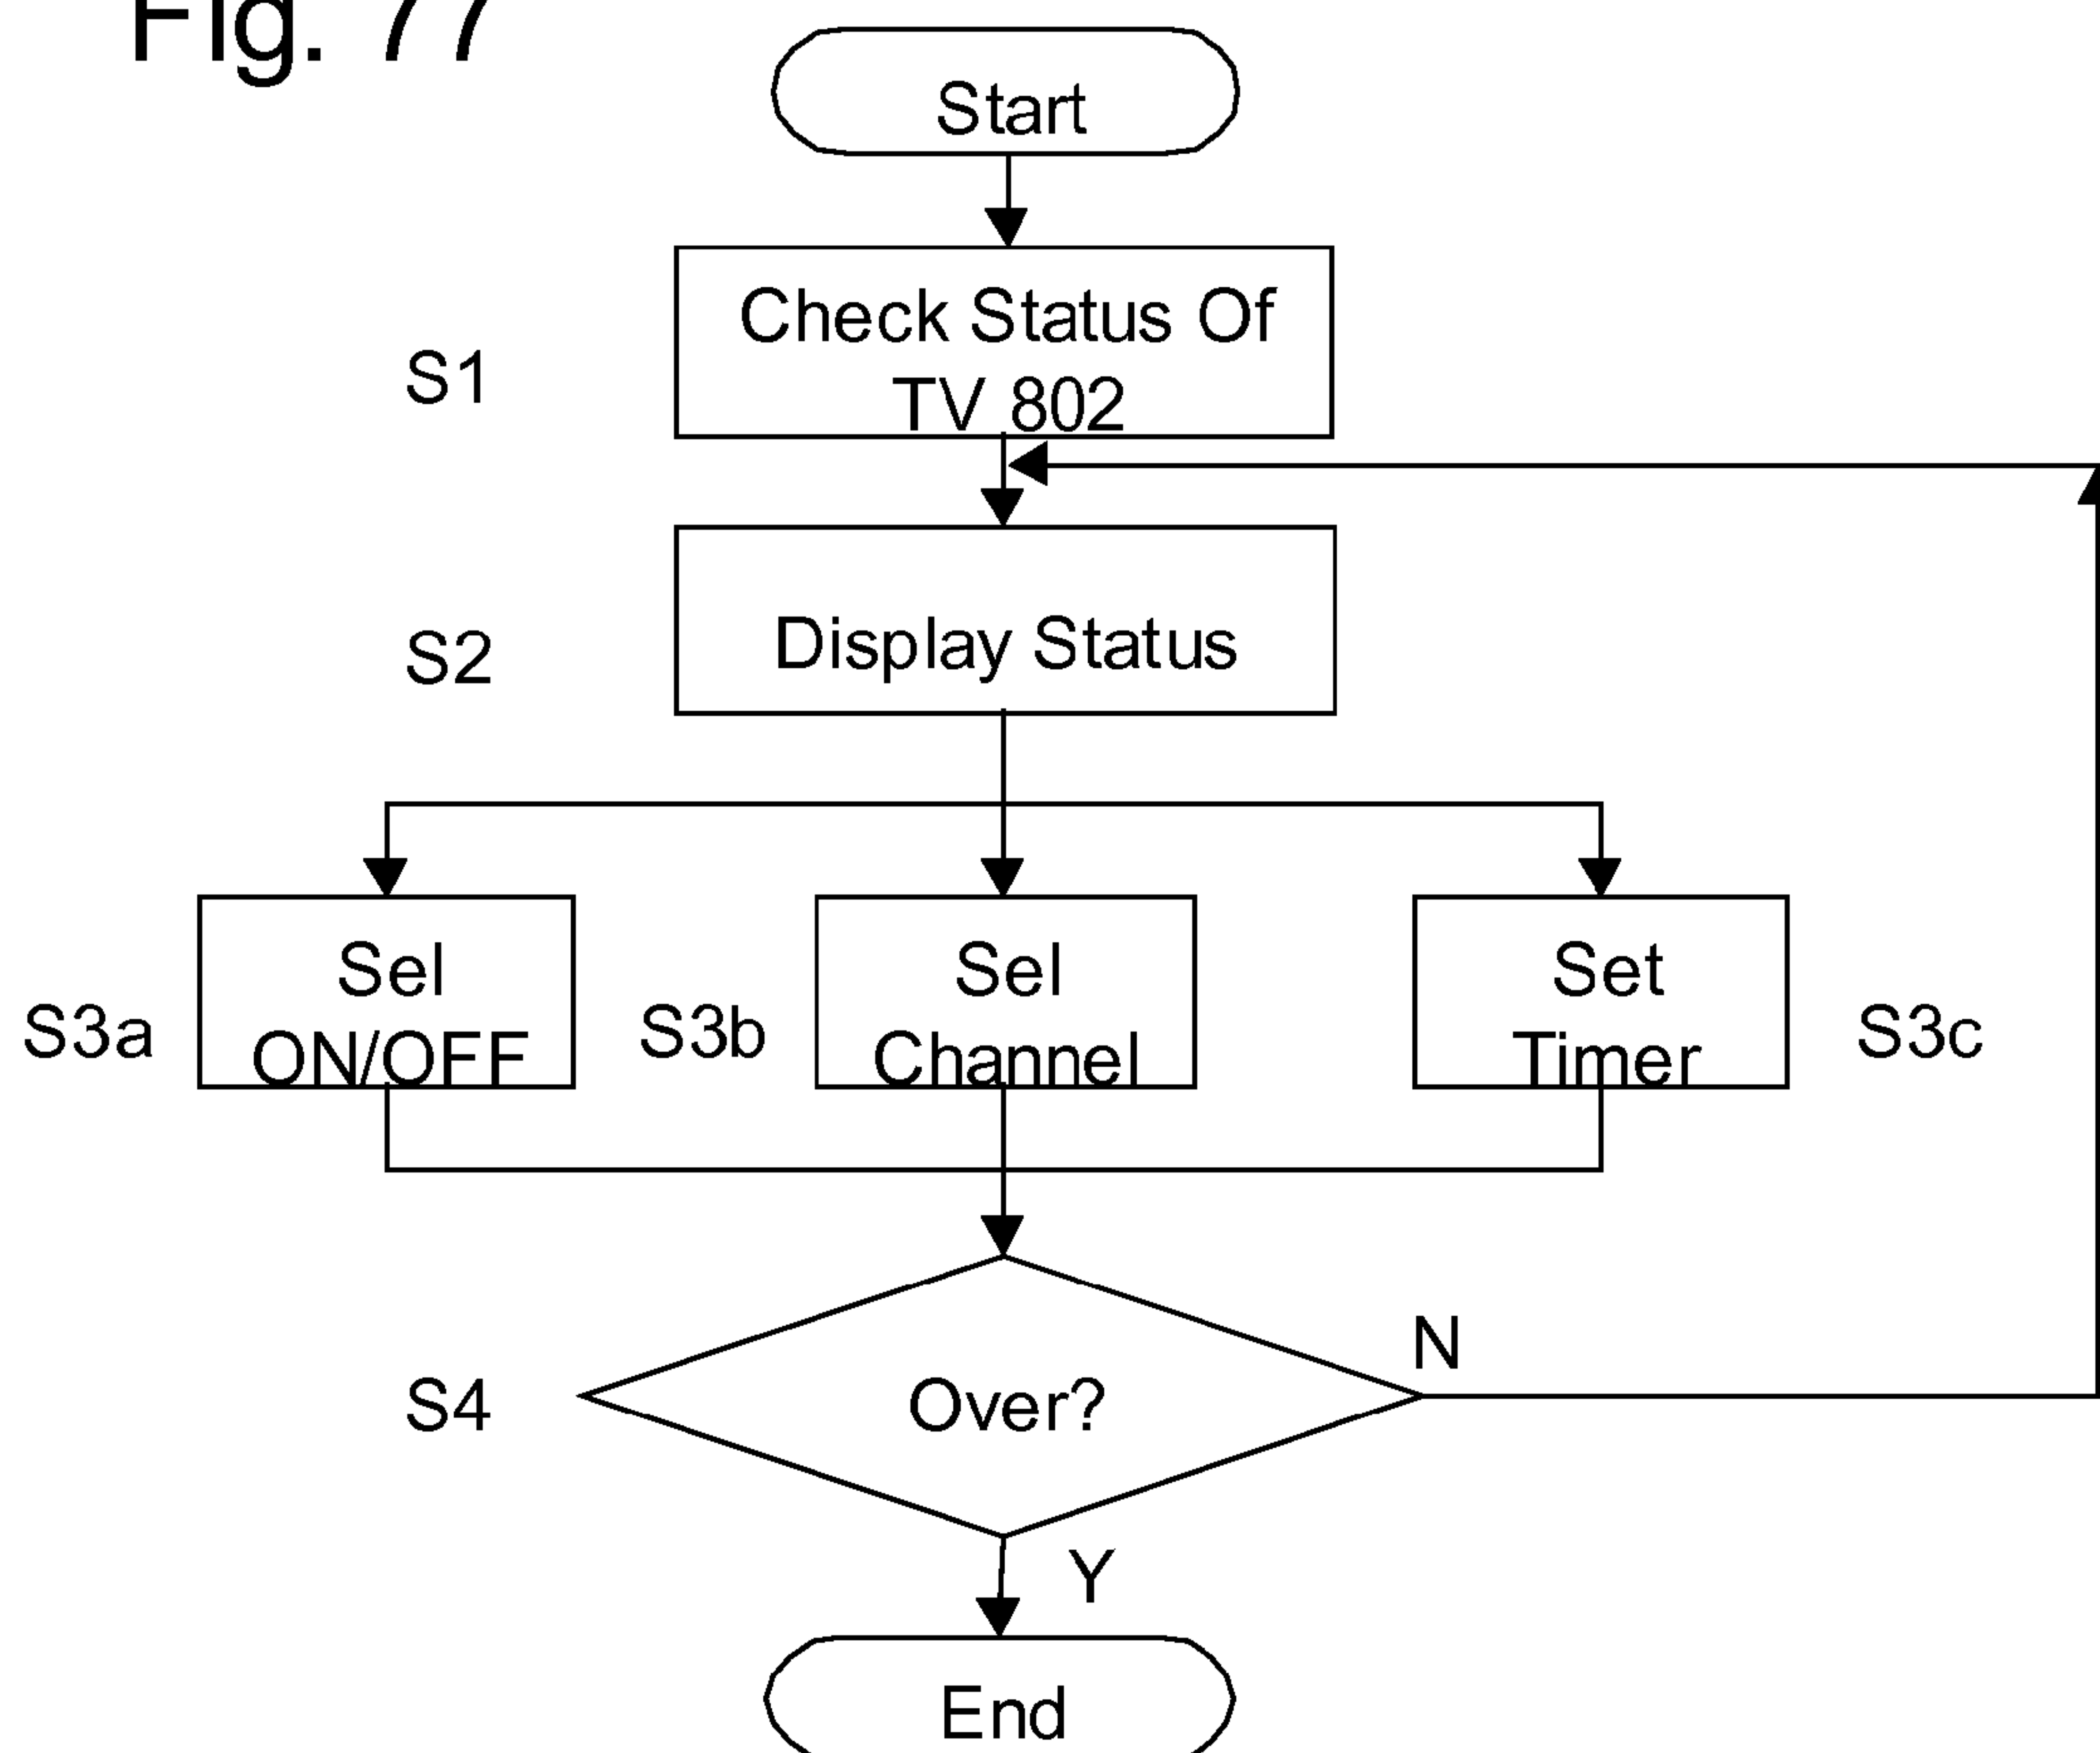 Fig. 77
Start
Check Status Of
TV 802
S1
Display Status
S2
Sel
ON/OFF
S3a
Sel
Channel
S3b
Set
Timer
S3c
Over?
S4
N
Y
End